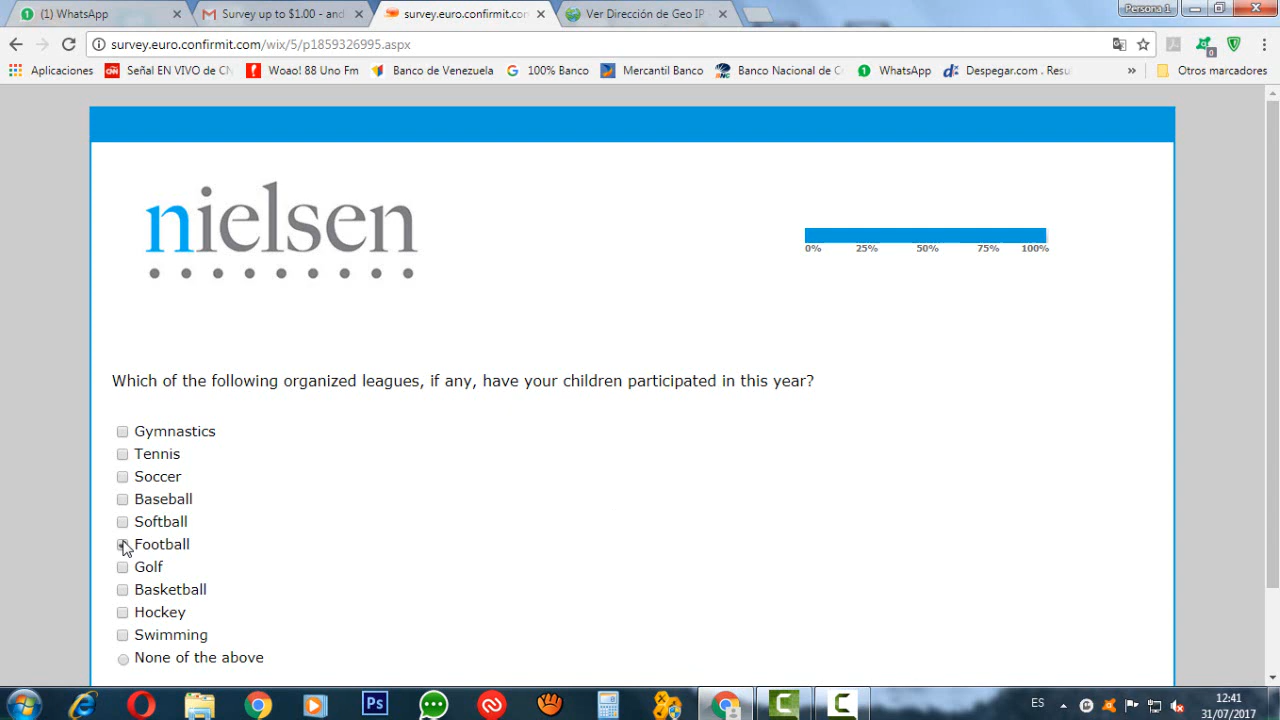 (1) WhatsApp
Survey up to $1.00 - and
survey.euro.confirmit.com
Ver Dirección de Geo IP
Persona 1
survey.euro.confirmit.com/wix/5/p1859326995.aspx
Aplicaciones
Señal EN VIVO de CN
Woao! 88 Uno Fm
Banco de Venezuela
100% Banco
Mercantil Banco
Banco Nacional de C
WhatsApp
Despegar.com . Resu
»
Otros marcadores
nielsen
0% 25% 50% 75% 100%
Which of the following organized leagues, if any, have your children participated in this year?
Gymnastics
Tennis
Soccer
Baseball
Softball
Football
Golf
Basketball
Hockey
Swimming
None of the above
Ps
ES
12:41
31/07/2017